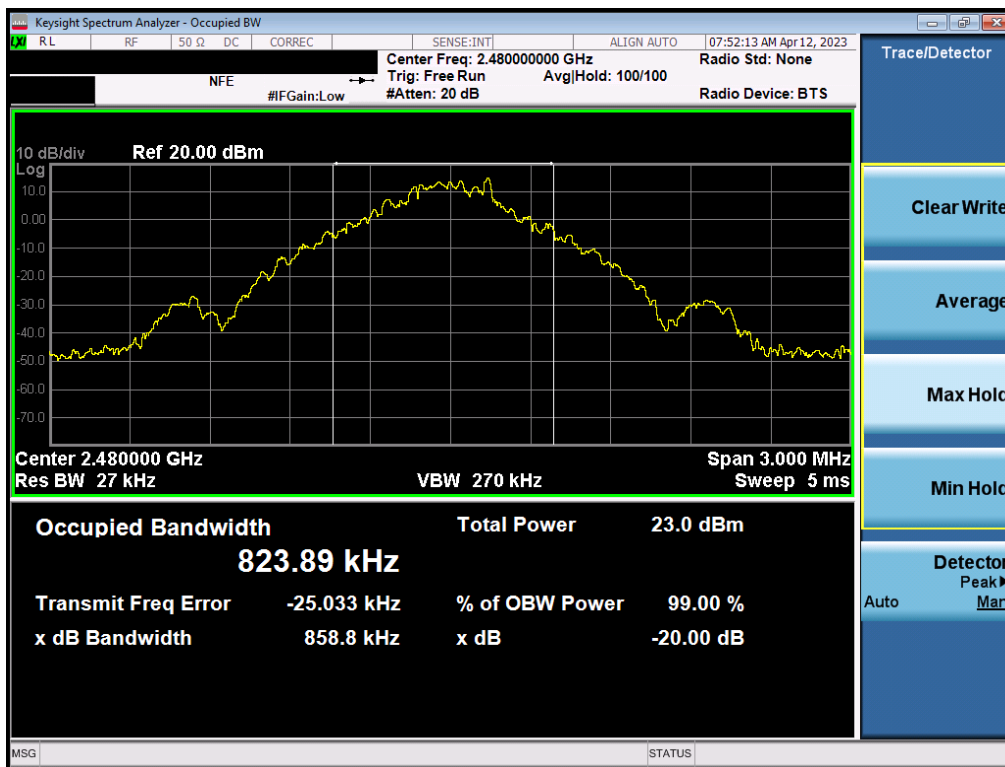 Keysight Spectrum Analyzer - Occupied BW
LXI RL RF 50 Ω DC CORREC SENSE:INT ALIGN AUTO 07:52:13 AM Apr 12, 2023
Center Freq: 2.480000000 GHz Radio Std: None
NFE Trig: Free Run Avg|Hold: 100/100
#IFGain:Low #Atten: 20 dB Radio Device: BTS
10 dB/div Ref 20.00 dBm
Log
10.0
0.00
-10.0
-20.0
-30.0
-40.0
-50.0
-60.0
-70.0
Center 2.480000 GHz Span 3.000 MHz
Res BW 27 kHz VBW 270 kHz Sweep 5 ms
Occupied Bandwidth Total Power 23.0 dBm
823.89 kHz
Transmit Freq Error -25.033 kHz % of OBW Power 99.00 %
x dB Bandwidth 858.8 kHz x dB -20.00 dB
MSG STATUS
Trace/Detector
Clear Write
Average
Max Hold
Min Hold
Detector
Peak
Auto Man